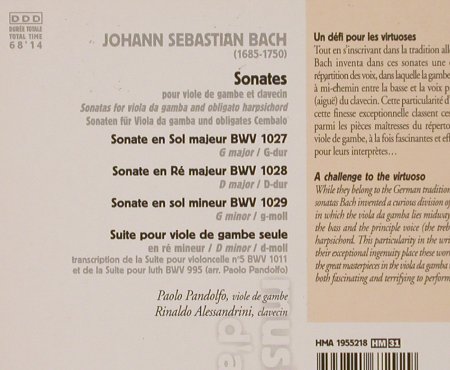 DDD
DURÉE TOTALE
TOTAL TIME
68'14
JOHANN SEBASTIAN BACH
(1685-1750)
Sonates
pour viole de gambe et clavecin
Sonatas for viola da gamba and obligato harpsichord
Sonaten für Viola da gamba und obligates Cembalo
Sonate en Sol majeur BWV 1027
G major / G-dur
Sonate en Ré majeur BWV 1028
D major / D-dur
Sonate en sol mineur BWV 1029
G minor / g-moll
Suite pour viole de gambe seule
en ré mineur / D minor / d-moll
transcription de la Suite pour violoncelle n°5 BWV 1011
et de la Suite pour luth BWV 995 (arr. Paolo Pandolfo)
Paolo Pandolfo, viole de gambe
Rinaldo Alessandrini, clavecin
mus
da
Un défi pour les virtuoses
Tout en s'inscrivant dans la tradition alle
Bach inventa dans ces sonates une c
répartition des voix, dans laquelle la gambe
à mi-chemin entre la basse et la voix p
(aigu) du clavecin. Cette particularité d'
cette finesse exceptionnelle classent ce
parmi les pièces maîtresses du réperto
viole de gambe, à la fois fascinantes et eff
pour leurs interprètes…
A challenge to the virtuoso
While they belong to the German tradition
sonatas Bach invented a curious division of
in which the viola da gamba lies midway
the bass and the principle voice (the treb
harpsichord. This particularity in the writ
their exceptional ingenuity place these wor
the great masterpieces in the viola da gamba r
both fascinating and terrifying to perform
HMA 1955218 HM 31